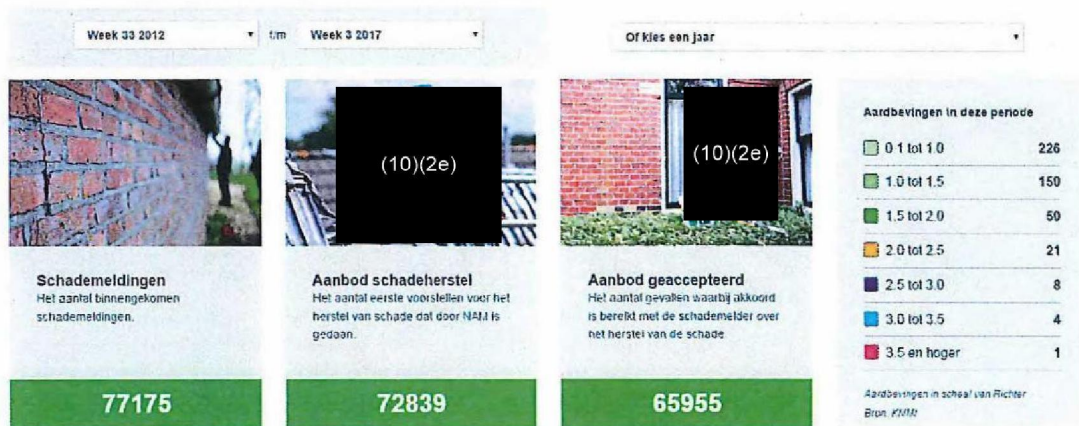 Week 33 2012
t/m
Week 3 2017
Of kies een jaar
(10)(2e)
(10)(2e)
Schademeldingen
Het aantal binnengekomen
schademeldingen.
77175
Aanbod schadeherstel
Het aantal eerste voorstellen voor het
herstel van schade dat door NAM is
gedaan.
72839
Aanbod geaccepteerd
Het aantal gevallen waarbij akkoord
is bereikt met de schademelder over
het herstel van de schade
65955
Aardbevingen in deze periode
0.1 tot 1.0 226
1.0 tot 1.5 150
1.5 tot 2.0 50
2.0 tot 2.5 21
2.5 tot 3.0 8
3.0 tot 3.5 4
3.5 en hoger 1
Aardbevingen in schaal van Richter
Bron: KNMI